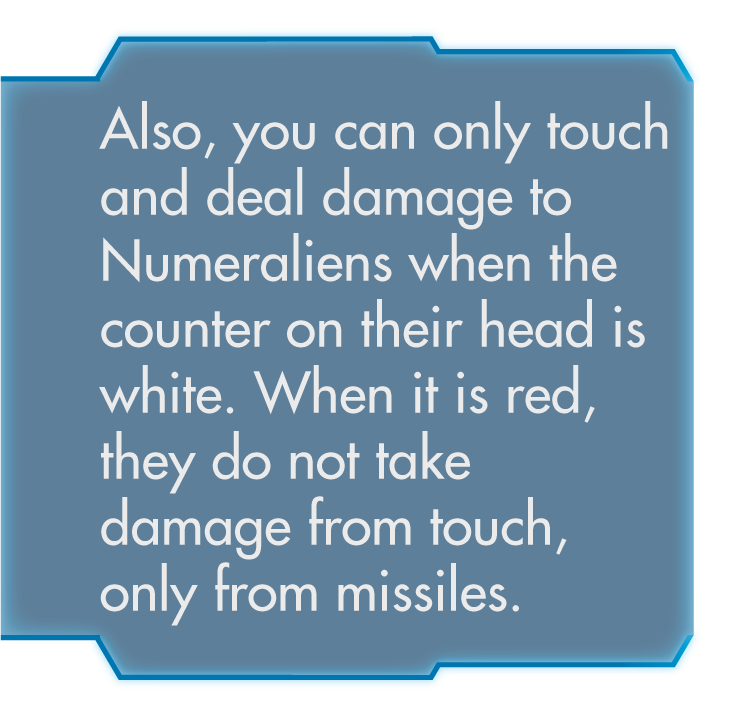 Also, you can only touch
and deal damage to
Numeraliens when the
counter on their head is
white. When it is red,
they do not take
damage from touch,
only from missiles.